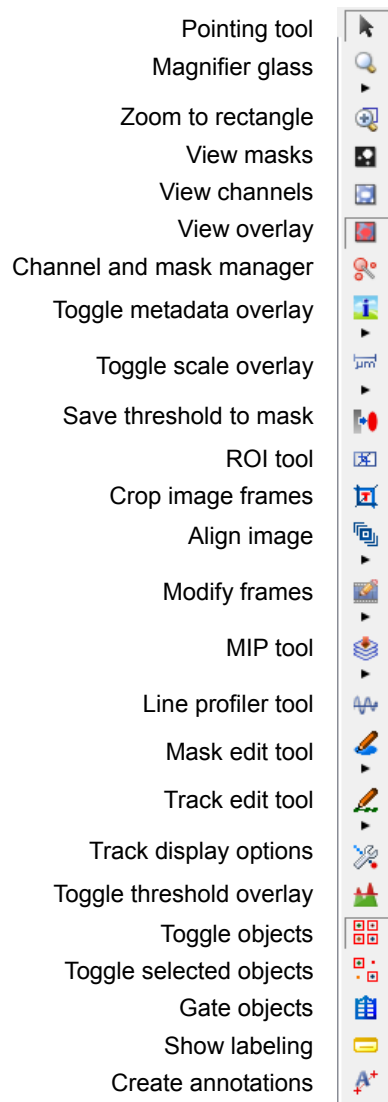 Pointing tool
Magnifier glass
Zoom to rectangle
View masks
View channels
View overlay
Channel and mask manager
Toggle metadata overlay
Toggle scale overlay
µm
Save threshold to mask
ROI tool
Crop image frames
Align image
Modify frames
MIP tool
Line profiler tool
Mask edit tool
Track edit tool
Track display options
Toggle threshold overlay
Toggle objects
Toggle selected objects
Gate objects
Show labeling
Create annotations